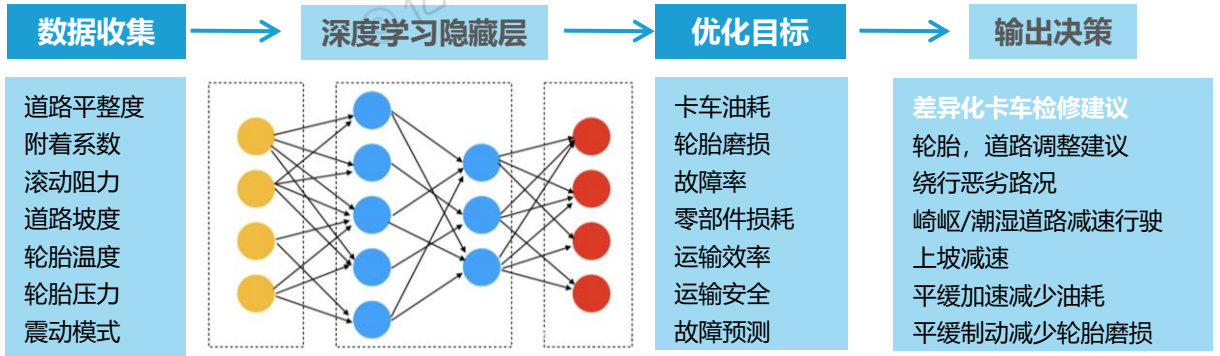 数据收集
深度学习隐藏层
优化目标
输出决策
道路平整度
附着系数
滚动阻力
道路坡度
轮胎温度
轮胎压力
震动模式
卡车油耗
轮胎磨损
故障率
零部件损耗
运输效率
运输安全
故障预测
差异化卡车检修建议
轮胎，道路调整建议
绕行恶劣路况
崎岖/潮湿道路减速行驶
上坡减速
平缓加速减少油耗
平缓制动减少轮胎磨损